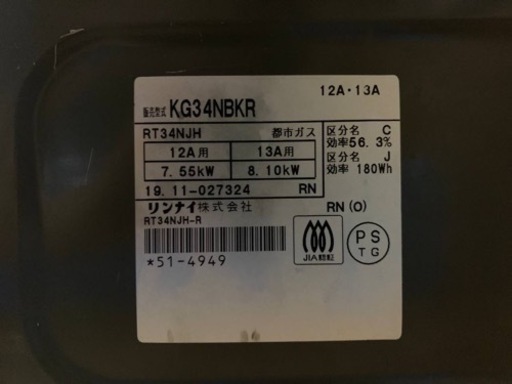 12A・13A
販売形式 KG34NBKR
RT34NJH 都市ガス
12A用 13A用
7.55kW 8.10kW
区分名 C
効率56.3%
区分名 J
効率 180Wh
19.11-027324 RN
リンナイ株式会社
RN(O)
RT34NJH-R
*51-4949
JIA認証
PS
TG